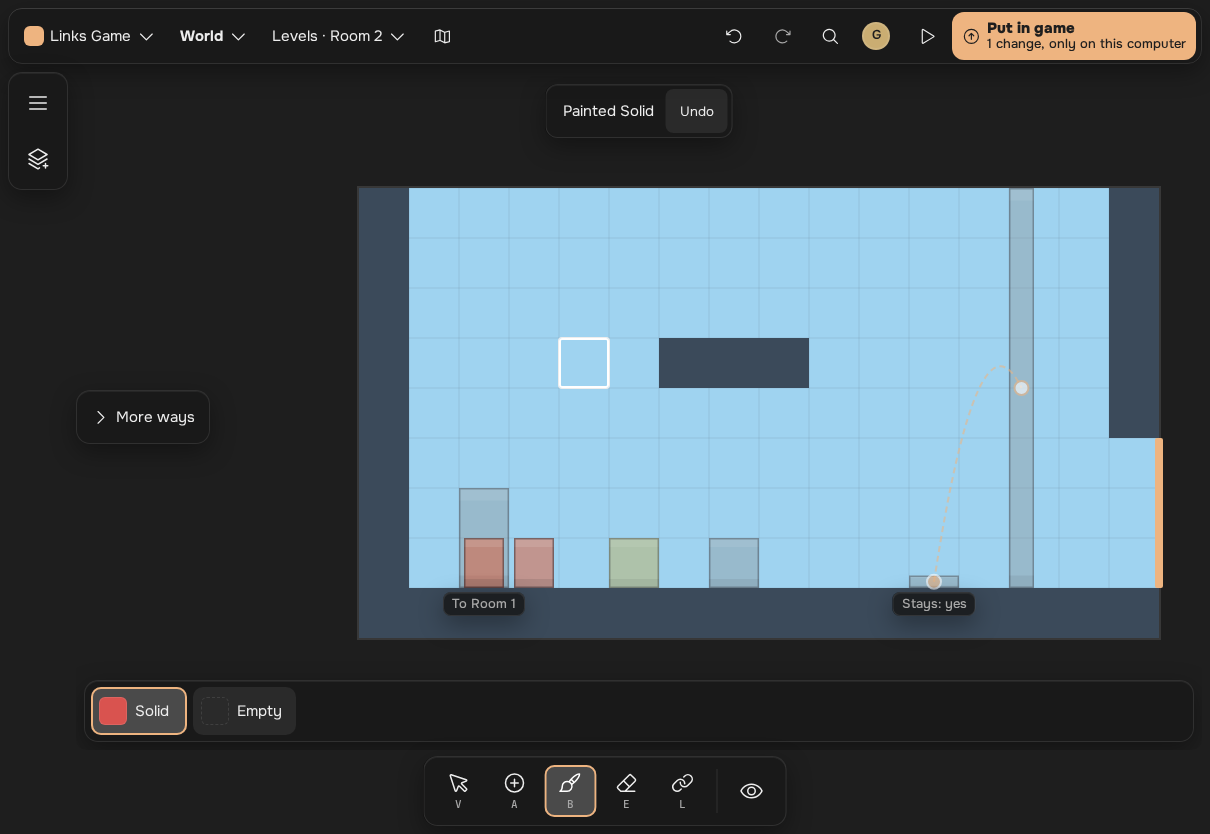 Links Game
World
Levels · Room 2
G
Put in game
1 change, only on this computer
Painted Solid
Undo
More ways
To Room 1
Stays: yes
Solid
Empty
V
A
B
E
L